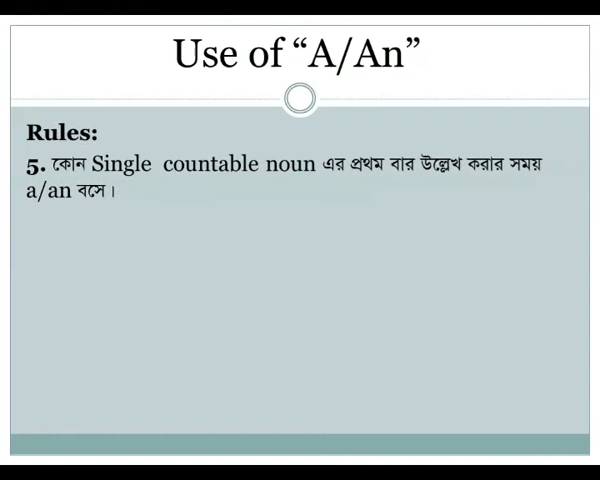 Use of “A/An”
Rules:
5. কোন Single countable noun এর প্রথম বার উল্লেখ করার সময়
a/an বসে।